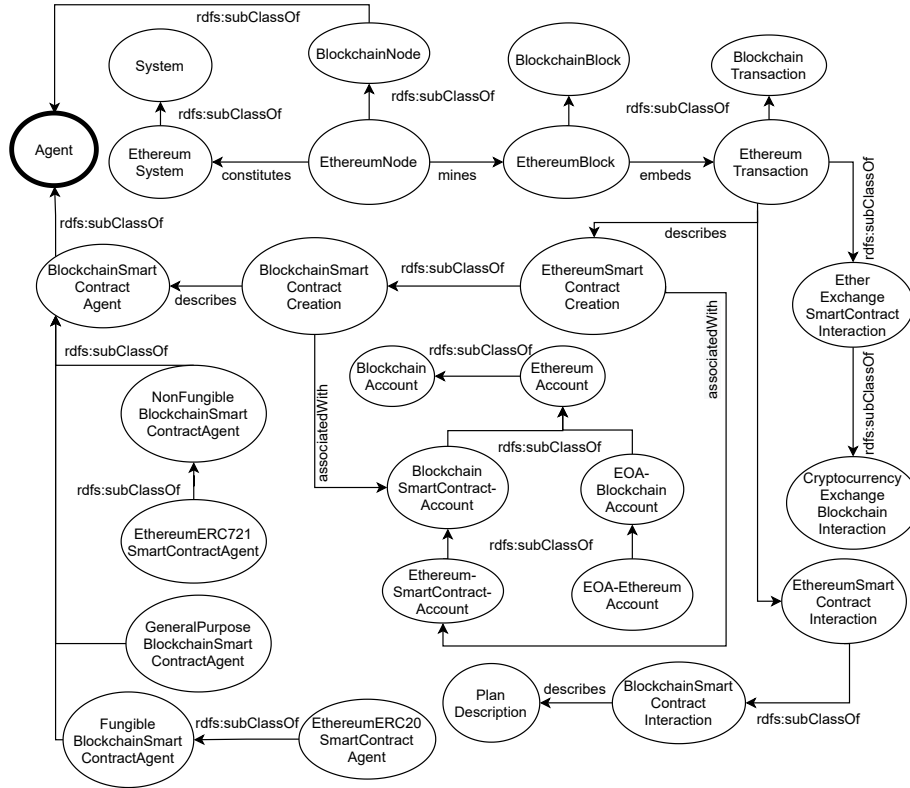 rdfs:subClassOf
BlockchainNode
System
BlockchainBlock
Blockchain
Transaction
rdfs:subClassOf
rdfs:subClassOf
rdfs:subClassOf
Agent
Ethereum
System
constitutes
EthereumNode
mines
EthereumBlock
embeds
Ethereum
Transaction
rdfs:subClassOf
rdfs:subClassOf
describes
BlockchainSmart
Contract
Agent
describes
BlockchainSmart
Contract
Creation
rdfs:subClassOf
EthereumSmart
Contract
Creation
Ether
Exchange
SmartContract
Interaction
associatedWith
rdfs:subClassOf
rdfs:subClassOf
Blockchain
Account
Ethereum
Account
rdfs:subClassOf
NonFungible
BlockchainSmart
ContractAgent
associatedWith
rdfs:subClassOf
Blockchain
SmartContract-
Account
EOA-
Blockchain
Account
Cryptocurrency
Exchange
Blockchain
Interaction
rdfs:subClassOf
EthereumERC721
SmartContractAgent
rdfs:subClassOf
Ethereum-
SmartContract-
Account
EOA-Ethereum
Account
EthereumSmart
Contract
Interaction
GeneralPurpose
BlockchainSmart
ContractAgent
Plan
Description
describes
BlockchainSmart
Contract
Interaction
rdfs:subClassOf
Fungible
BlockchainSmart
ContractAgent
rdfs:subClassOf
EthereumERC20
SmartContract
Agent